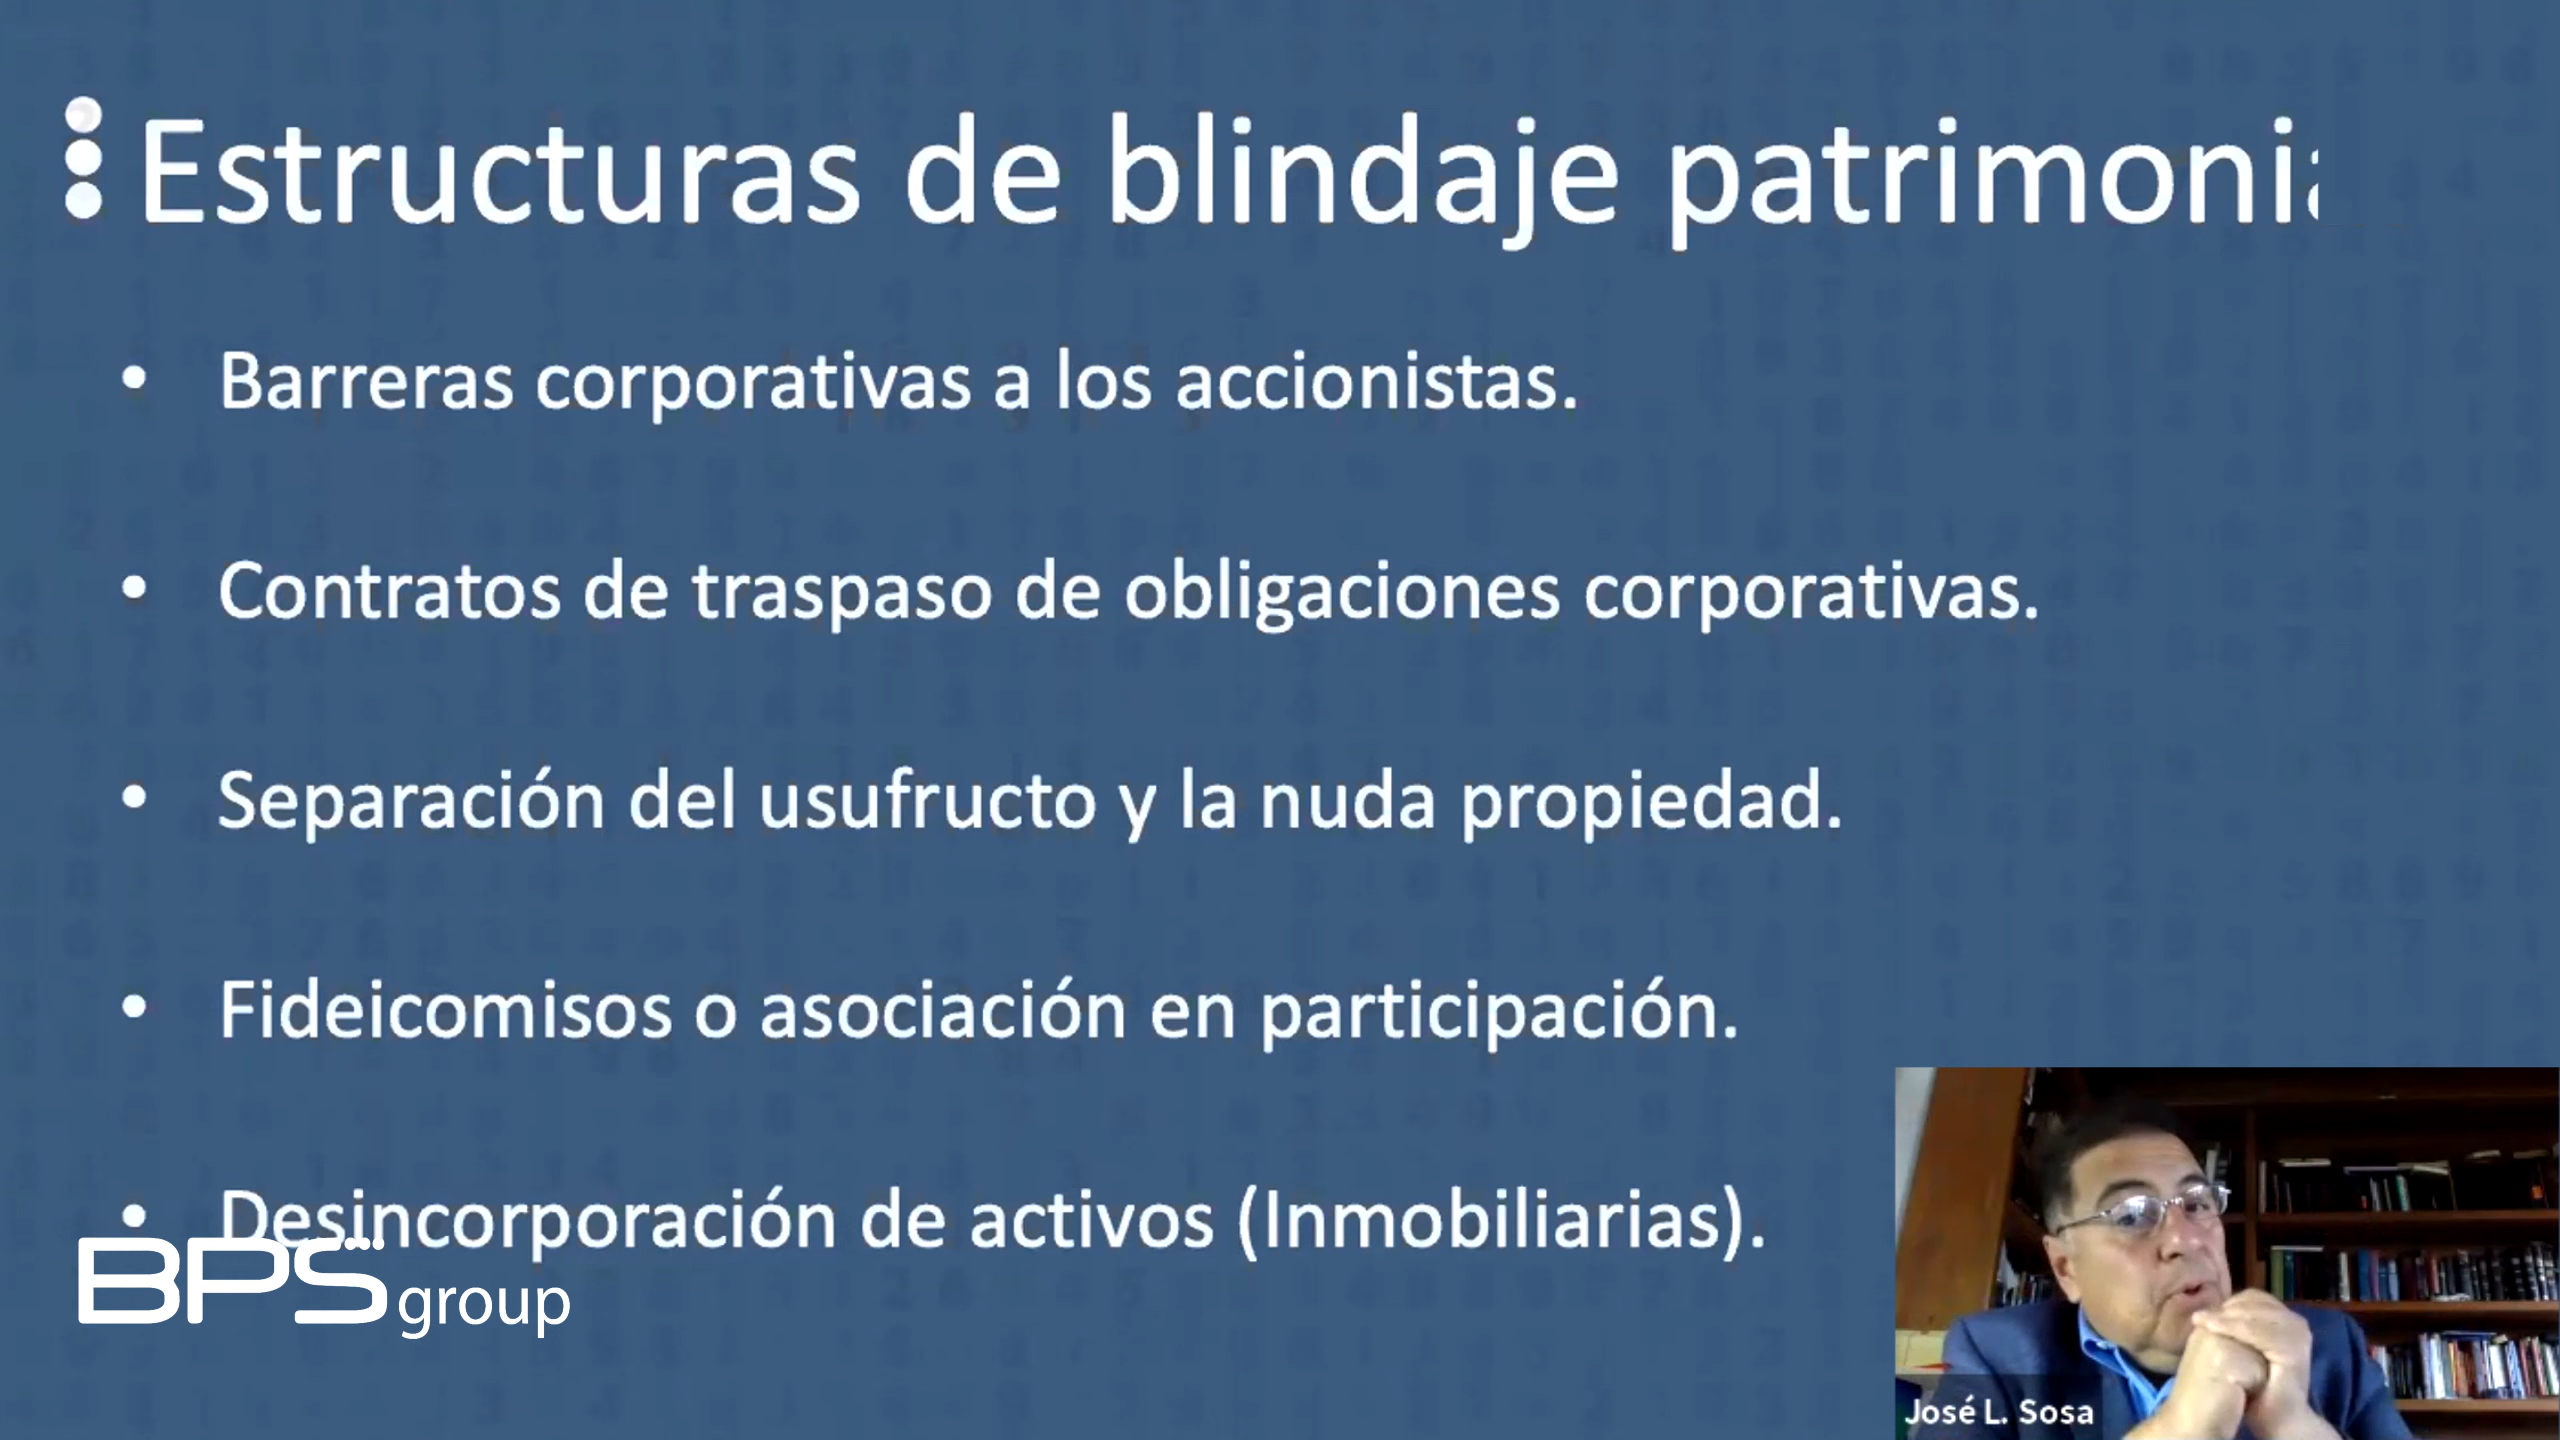 Estructuras de blindaje patrimonia
• Barreras corporativas a los accionistas.
• Contratos de traspaso de obligaciones corporativas.
• Separación del usufructo y la nuda propiedad.
• Fideicomisos o asociación en participación.
• Desincorporación de activos (Inmobiliarias).
BPS group
José L. Sosa